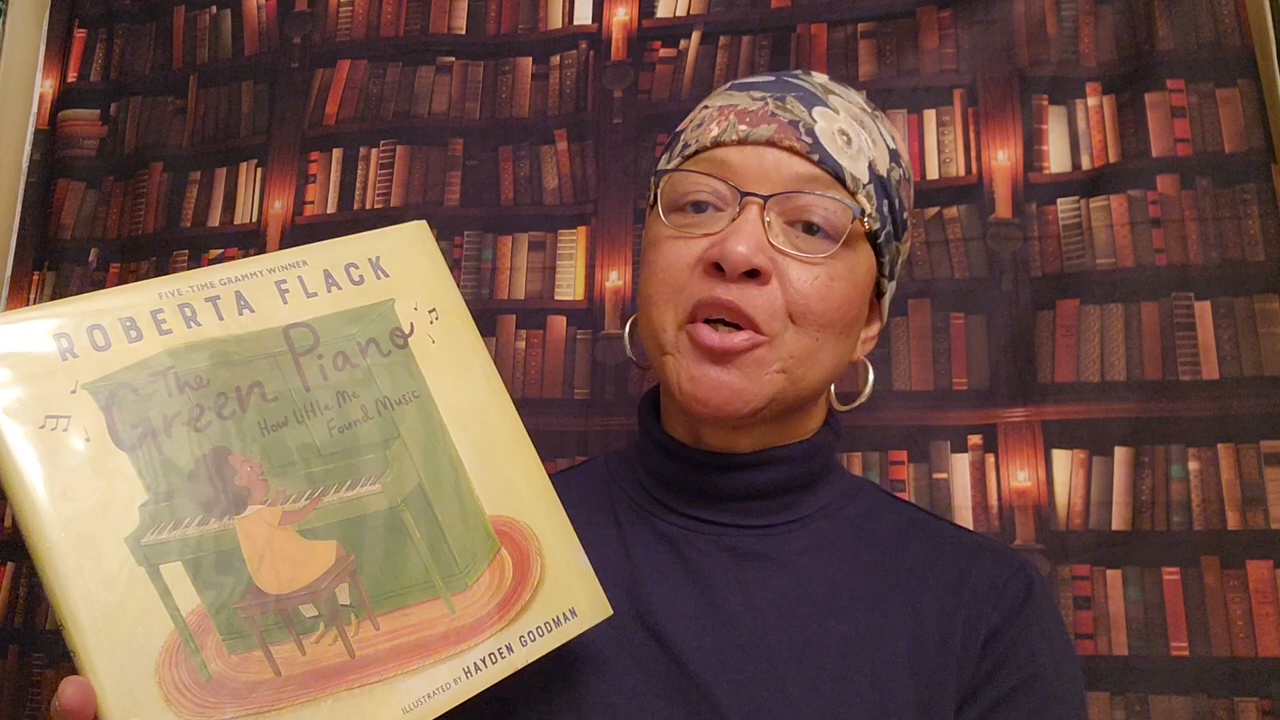 FIVE-TIME GRAMMY WINNER
ROBERTA FLACK
The
Green Piano
How Little Me
Found Music
ILLUSTRATED BY HAYDEN GOODMAN